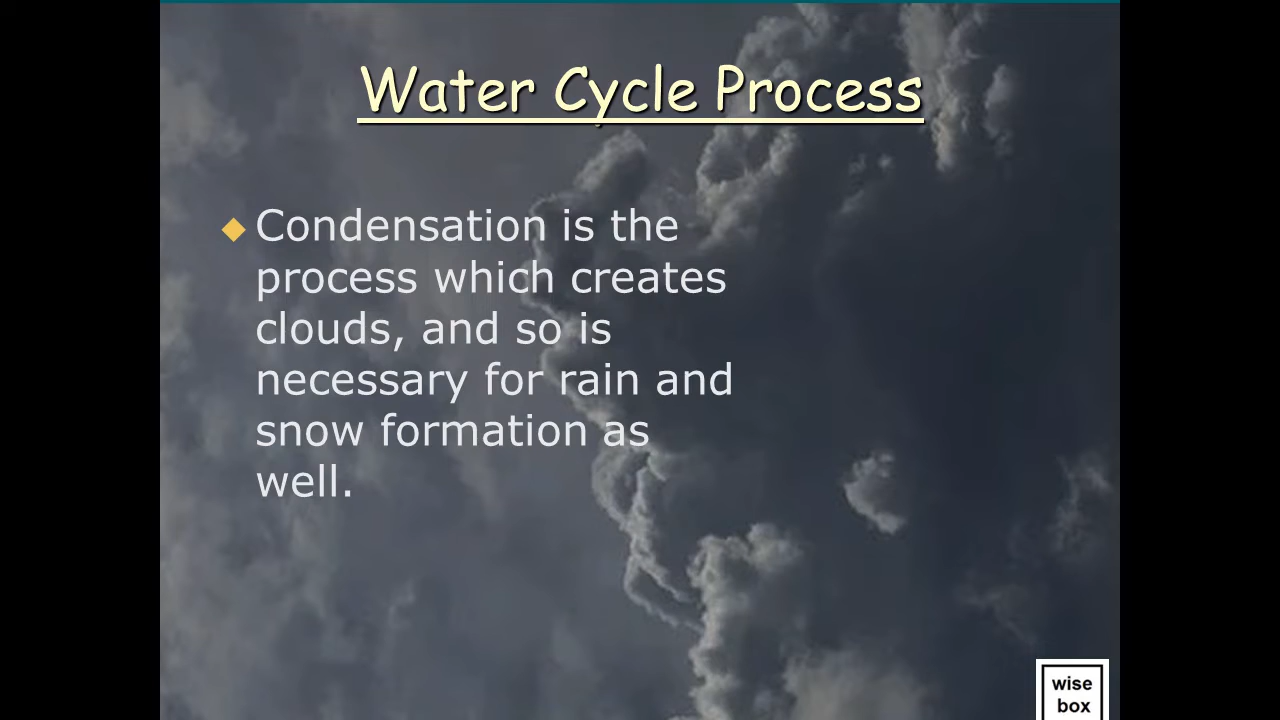 Water Cycle Process
Condensation is the
process which creates
clouds, and so is
necessary for rain and
snow formation as
well.
wise
box